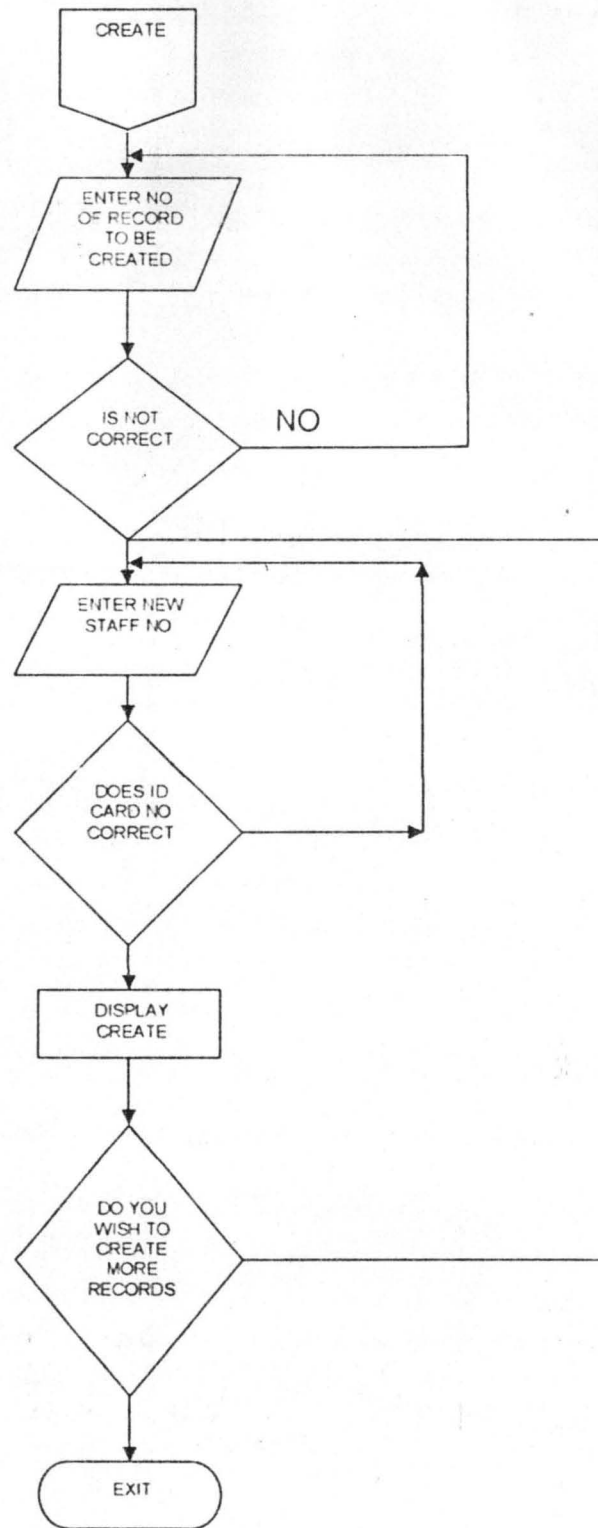 CREATE
ENTER NO
OF RECORD
TO BE
CREATED
IS NOT
CORRECT
NO
ENTER NEW
STAFF NO
DOES ID
CARD NO
CORRECT
DISPLAY
CREATE
DO YOU
WISH TO
CREATE
MORE
RECORDS
EXIT